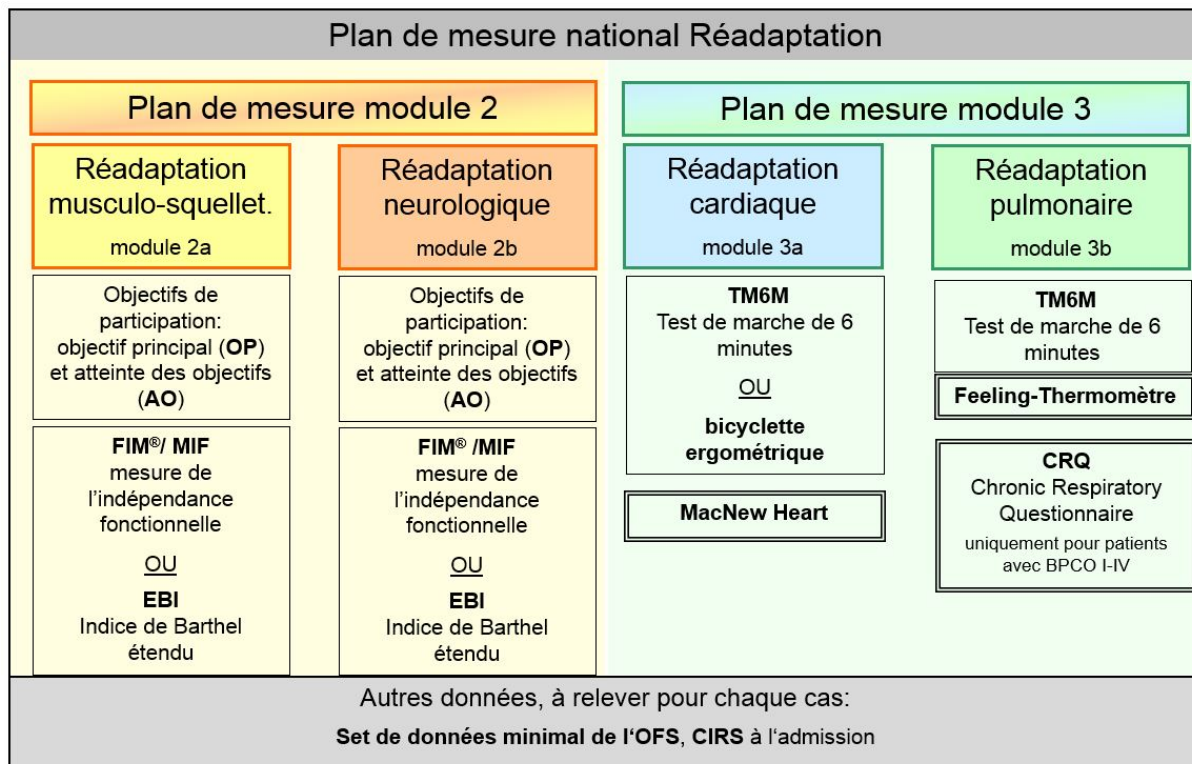 Plan de mesure national Réadaptation
Plan de mesure module 2
Réadaptation
musculo-squellet.
module 2a
Objectifs de
participation:
objectif principal (OP)
et atteinte des objectifs
(AO)
FIM®/ MIF
mesure de
l'indépendance
fonctionnelle
OU
EBI
Indice de Barthel
étendu
Réadaptation
neurologique
module 2b
Objectifs de
participation:
objectif principal (OP)
et atteinte des objectifs
(AO)
FIM® /MIF
mesure de
l'indépendance
fonctionnelle
OU
EBI
Indice de Barthel
étendu
Plan de mesure module 3
Réadaptation
cardiaque
module 3a
TM6M
Test de marche de 6
minutes
OU
bicyclette
ergométrique
MacNew Heart
Réadaptation
pulmonaire
module 3b
TM6M
Test de marche de 6
minutes
Feeling-Thermomètre
CRQ
Chronic Respiratory
Questionnaire
uniquement pour patients
avec BPCO I-IV
Autres données, à relever pour chaque cas:
Set de données minimal de l'OFS, CIRS à l'admission